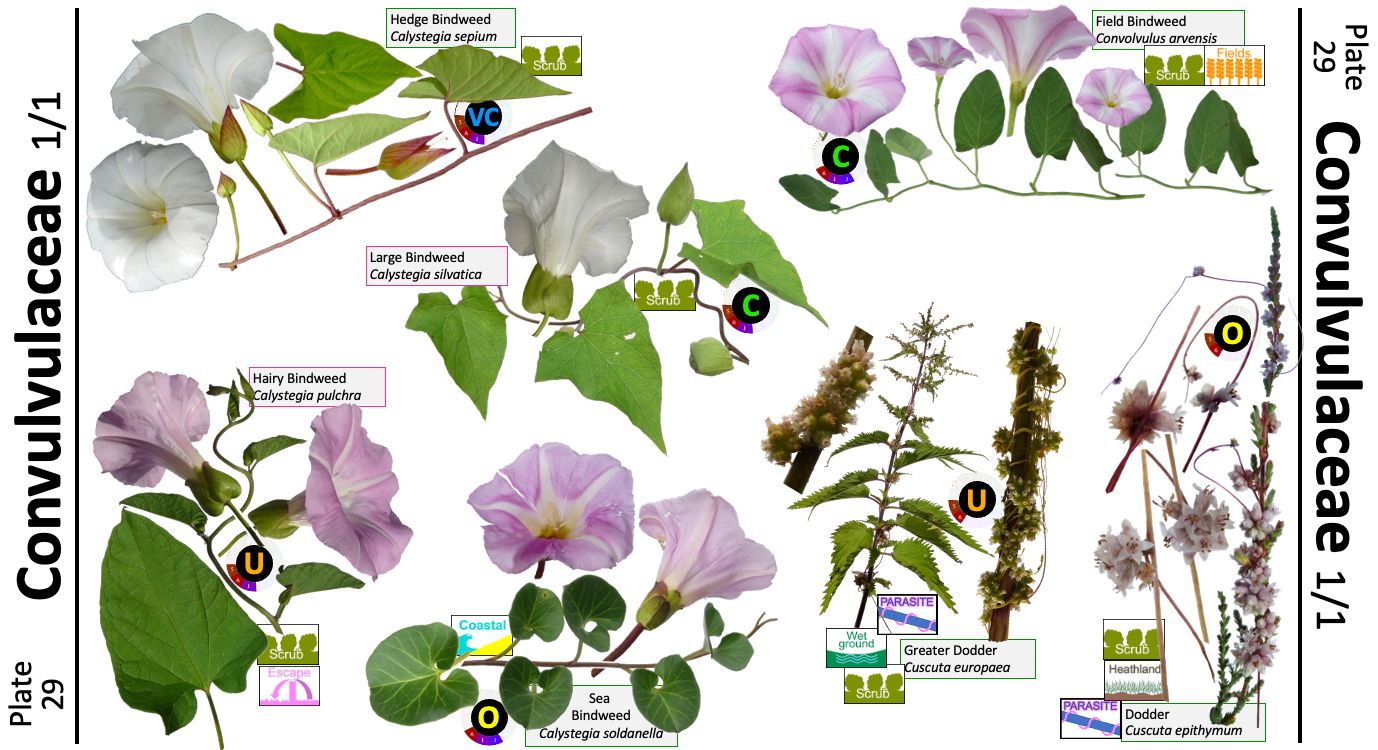 Convulvulaceae 1/1
Plate
29
Hedge Bindweed
Calystegia sepium
Scrub
VC
Field Bindweed
Convolvulus arvensis
Scrub
Fields
C
Large Bindweed
Calystegia silvatica
Scrub
C
Hairy Bindweed
Calystegia pulchra
U
Scrub
Escape
Coastal
O
Sea
Bindweed
Calystegia soldanella
U
PARASITE
Wet
ground
Scrub
Greater Dodder
Cuscuta europaea
O
Scrub
Heathland
PARASITE
Dodder
Cuscuta epithymum
Plate
29
Convulvulaceae 1/1